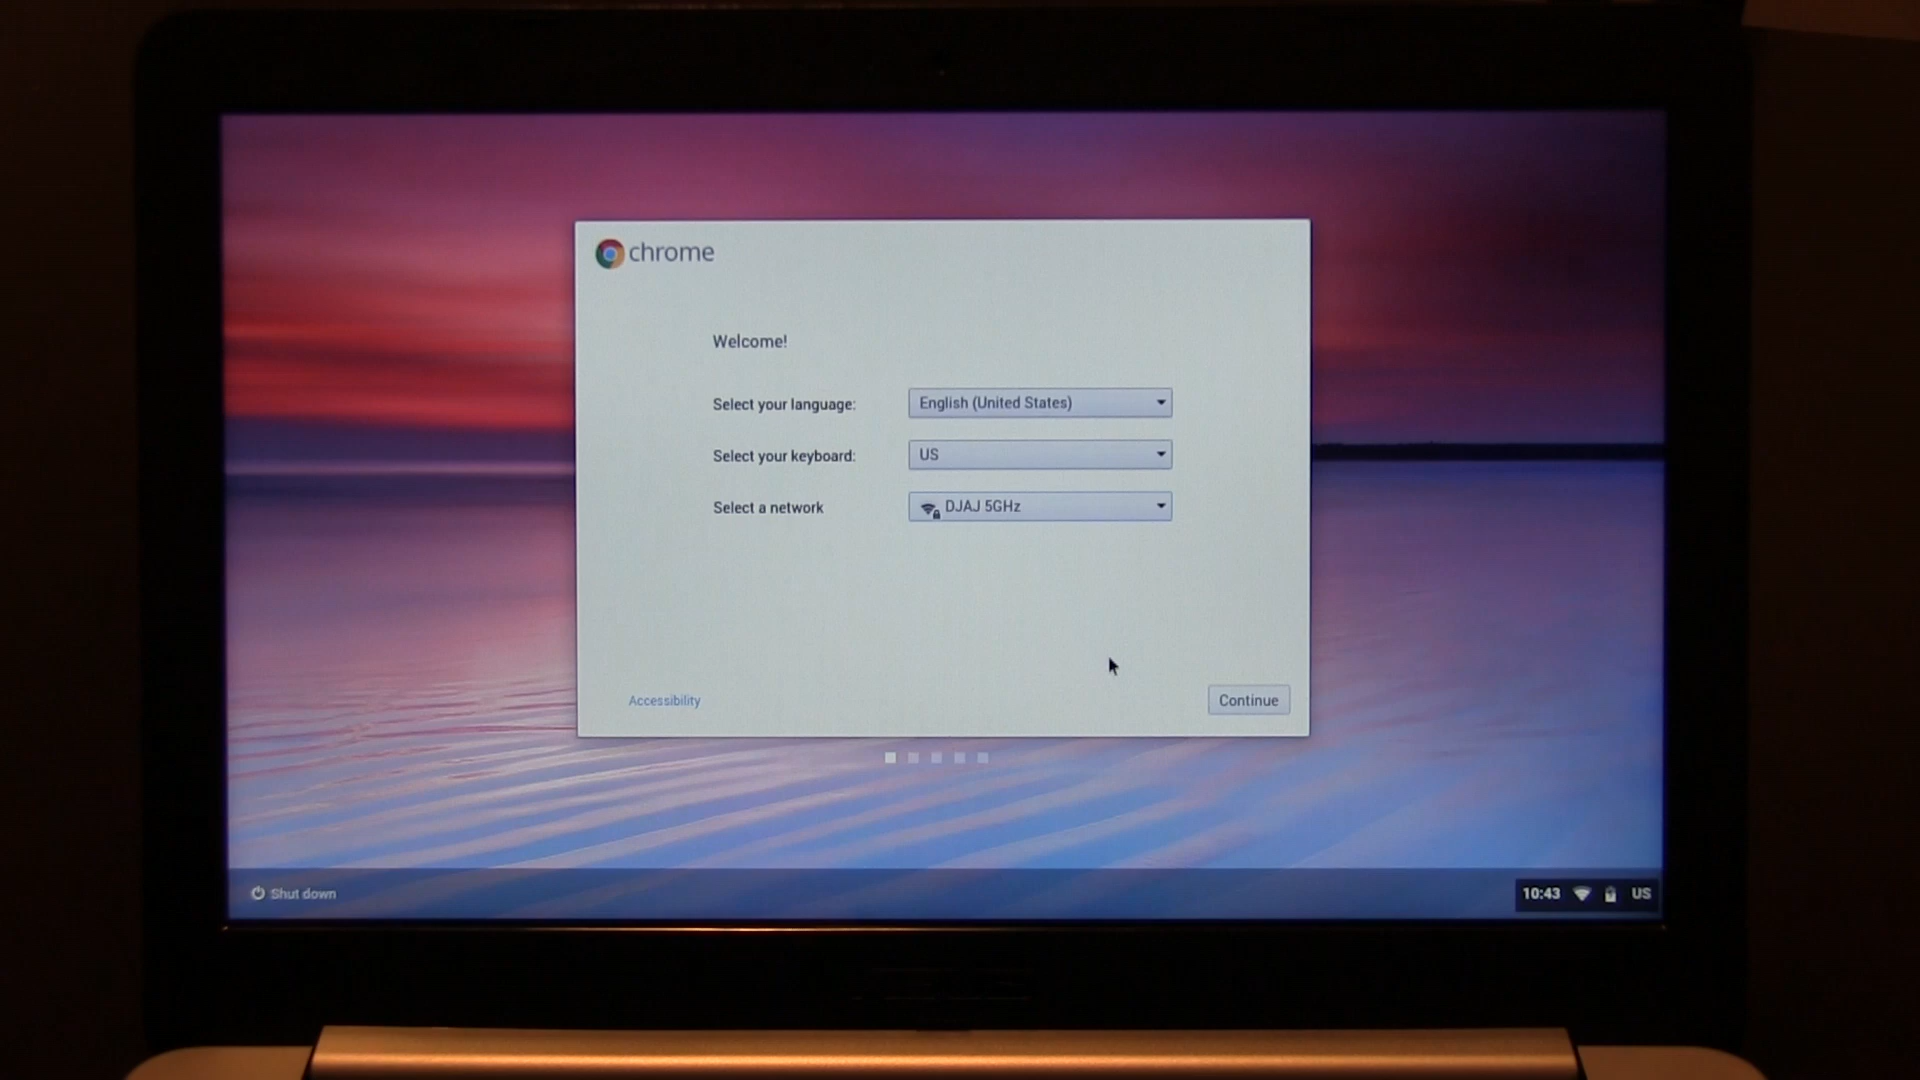 chrome
Welcome!
Select your language: English (United States)
Select your keyboard: US
Select a network DJAJ 5GHz
Accessibility Continue
Shut down 10:43 US